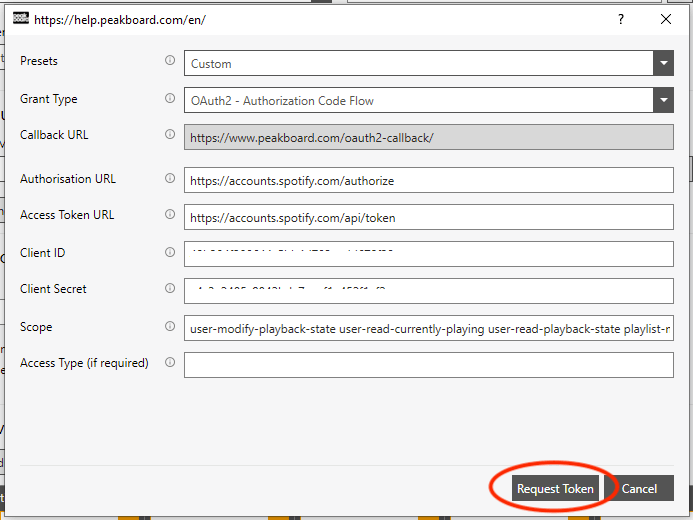 https://help.peakboard.com/en/
?
Presets
Custom
Grant Type
OAuth2 - Authorization Code Flow
Callback URL
https://www.peakboard.com/oauth2-callback/
Authorisation URL
https://accounts.spotify.com/authorize
Access Token URL
https://accounts.spotify.com/api/token
Client ID
Client Secret
Scope
user-modify-playback-state user-read-currently-playing user-read-playback-state
Access Type (if required)
Request Token
Cancel